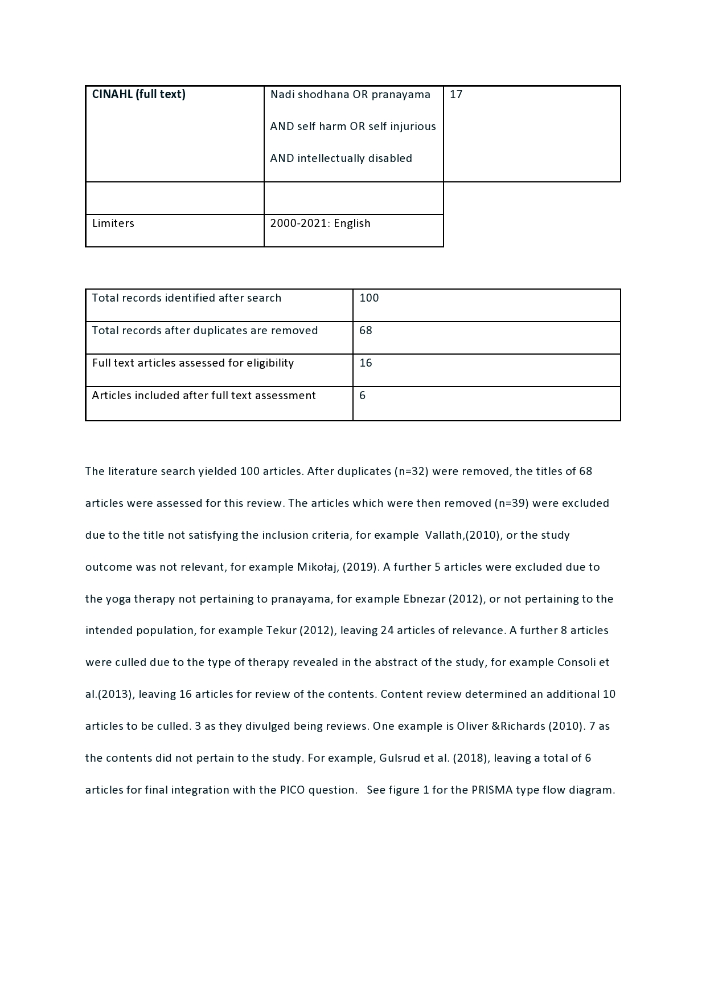 CINAHL (full text)
Nadi shodhana OR pranayama
AND self harm OR self injurious
AND intellectually disabled
17
Limiters
2000-2021: English
Total records identified after search
100
Total records after duplicates are removed
68
Full text articles assessed for eligibility
16
Articles included after full text assessment
6
The literature search yielded 100 articles. After duplicates (n=32) were removed, the titles of 68
articles were assessed for this review. The articles which were then removed (n=39) were excluded
due to the title not satisfying the inclusion criteria, for example  Vallath,(2010), or the study
outcome was not relevant, for example Mikołaj, (2019). A further 5 articles were excluded due to
the yoga therapy not pertaining to pranayama, for example Ebnezar (2012), or not pertaining to the
intended population, for example Tekur (2012), leaving 24 articles of relevance. A further 8 articles
were culled due to the type of therapy revealed in the abstract of the study, for example Consoli et
al.(2013), leaving 16 articles for review of the contents. Content review determined an additional 10
articles to be culled. 3 as they divulged being reviews. One example is Oliver &Richards (2010). 7 as
the contents did not pertain to the study. For example, Gulsrud et al. (2018), leaving a total of 6
articles for final integration with the PICO question.   See figure 1 for the PRISMA type flow diagram.